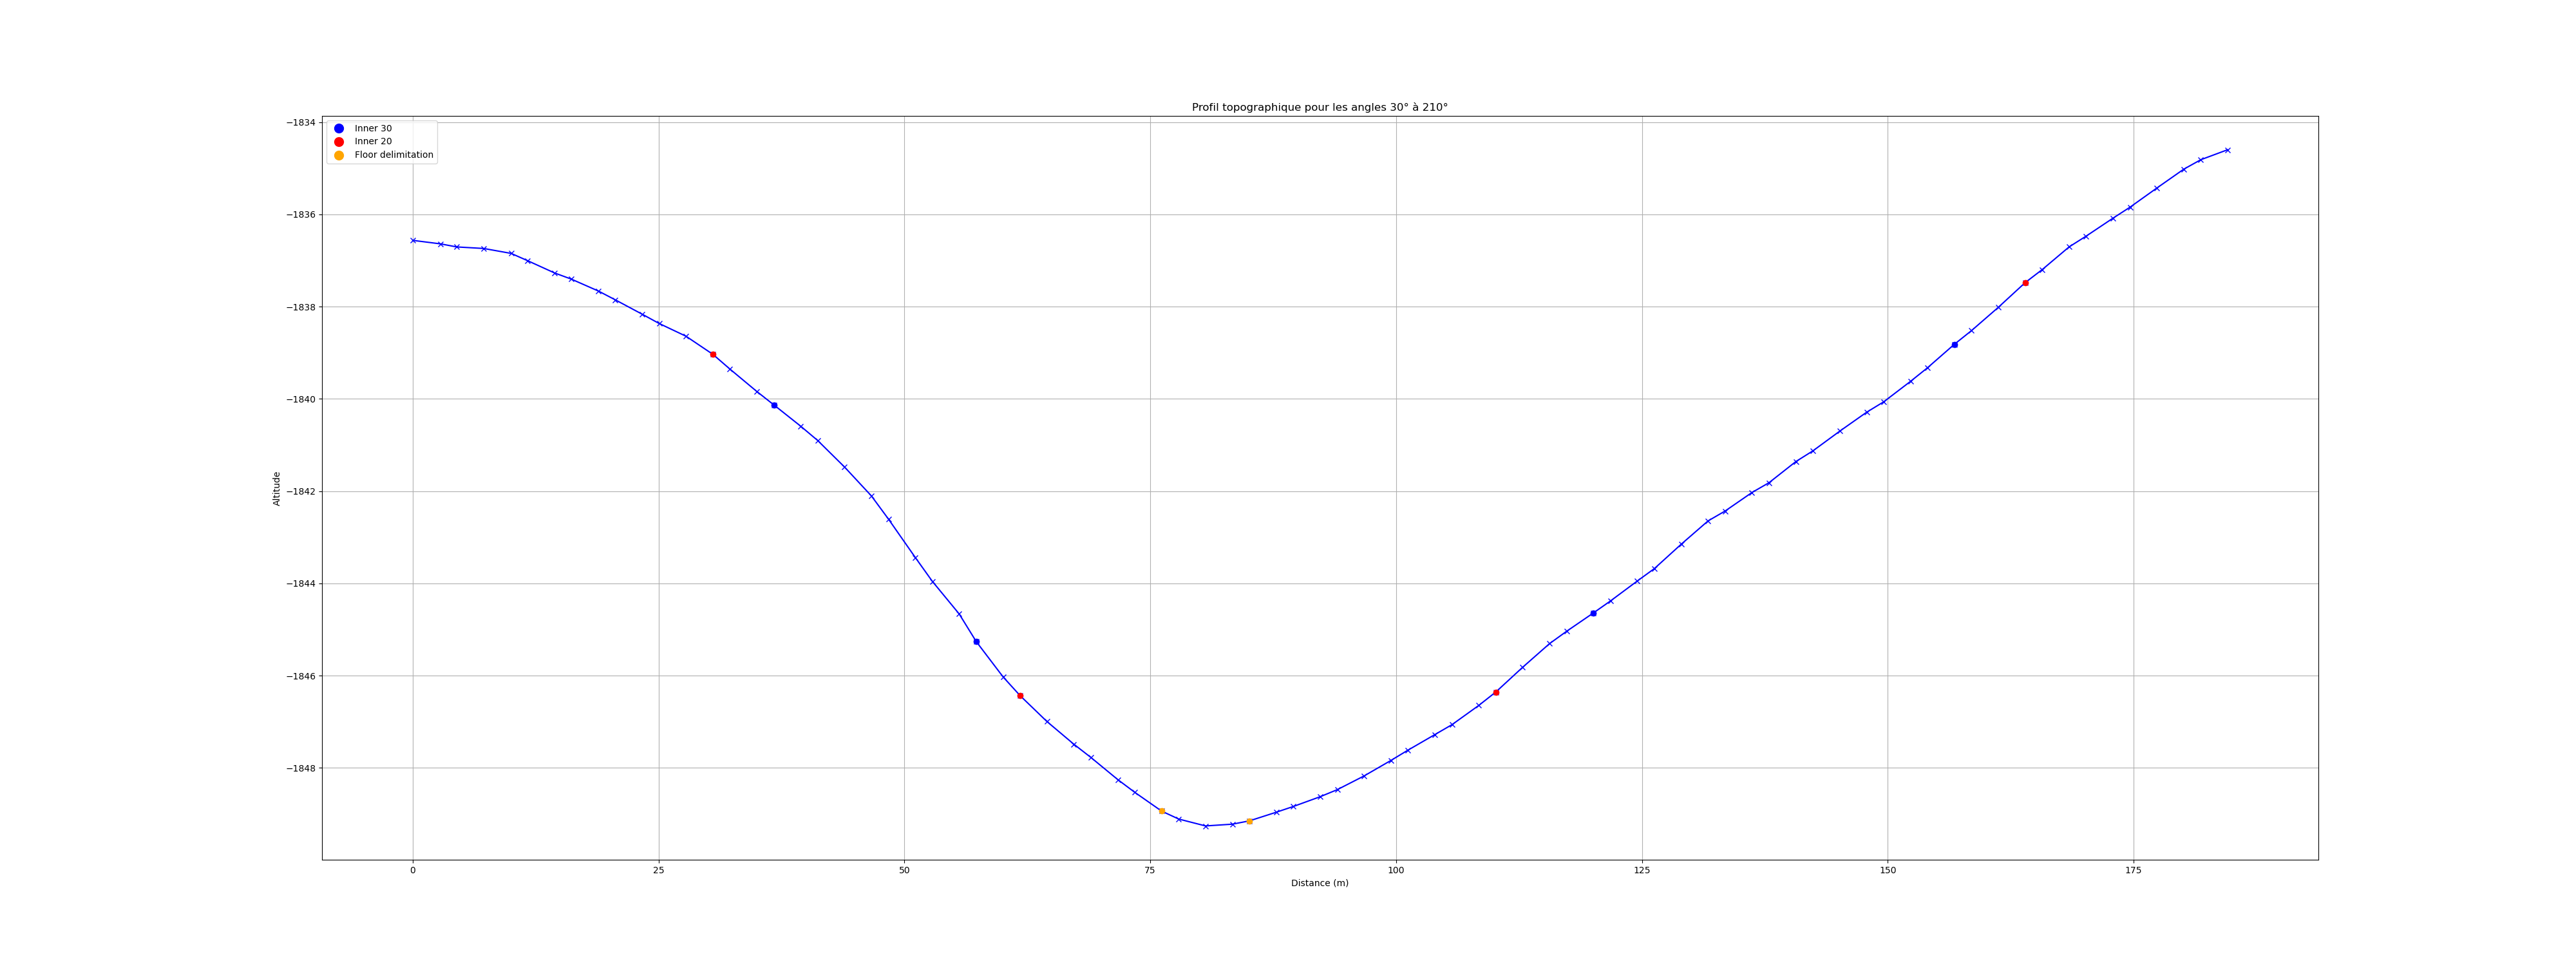 Profil topographique pour les angles 30° à 210°
Inner 30
Inner 20
Floor delimitation
−1834
−1836
−1838
−1840
−1842
−1844
−1846
−1848
Altitude
0 25 50 75 100 125 150 175
Distance (m)